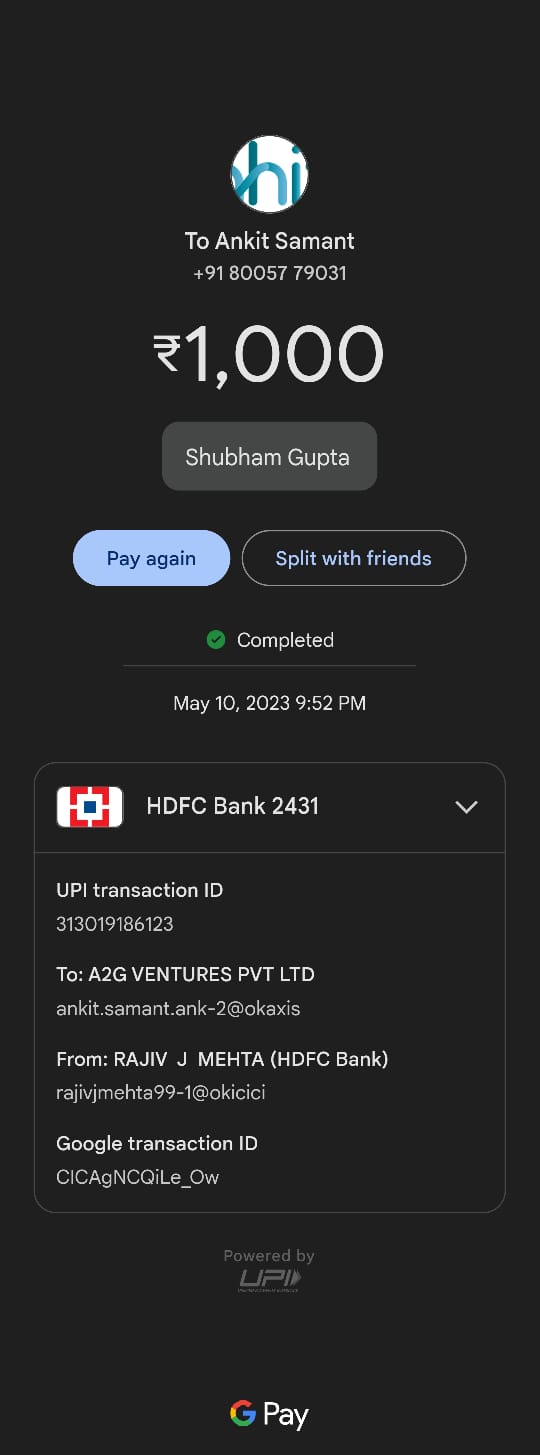 hi
To Ankit Samant
+91 80057 79031
₹1,000
Shubham Gupta
Pay again
Split with friends
Completed
May 10, 2023 9:52 PM
HDFC Bank 2431
UPI transaction ID
313019186123
To: A2G VENTURES PVT LTD
ankit.samant.ank-2@okaxis
From: RAJIV J MEHTA (HDFC Bank)
rajivjmehta99-1@okicici
Google transaction ID
CICAgNCQiLe_Ow
Powered by
UPI
G Pay